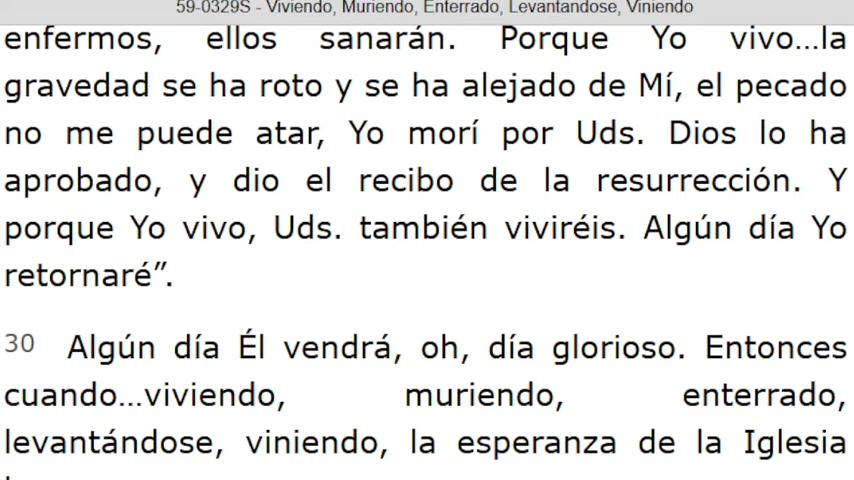 59-0329S - Viviendo, Muriendo, Enterrado, Levantandose, Viniendo
enfermos, ellos sanarán. Porque Yo vivo...la
gravedad se ha roto y se ha alejado de Mí, el pecado
no me puede atar, Yo morí por Uds. Dios lo ha
aprobado, y dio el recibo de la resurrección. Y
porque Yo vivo, Uds. también viviréis. Algún día Yo
retornaré”.
30 Algún día Él vendrá, oh, día glorioso. Entonces
cuando...viviendo, muriendo, enterrado,
levantándose, viniendo, la esperanza de la Iglesia